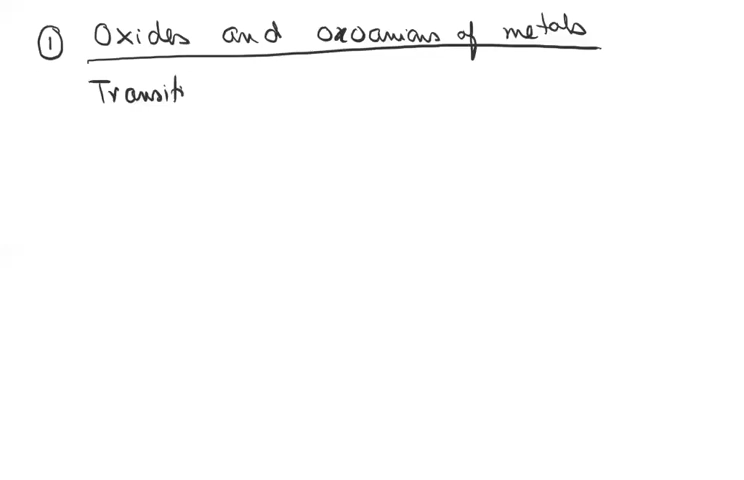 ① Oxides and oxoanions of metals
Transiti